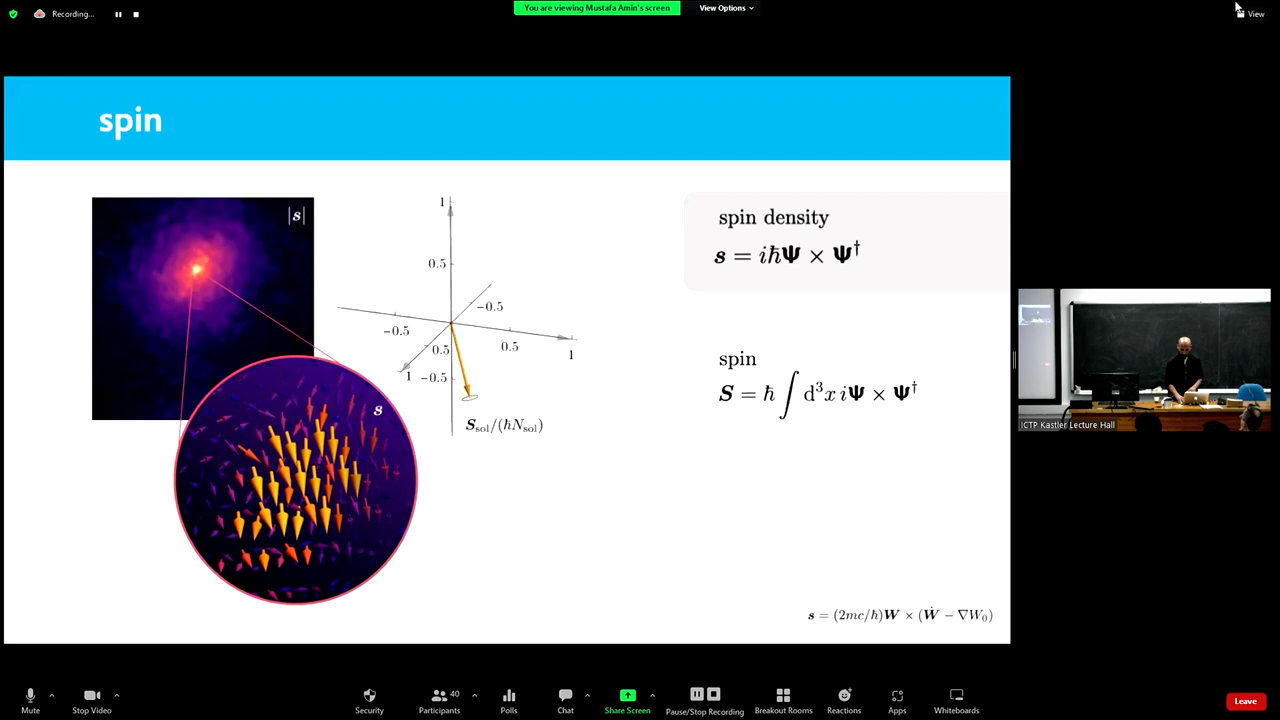 Recording...
You are viewing Mustafa Amin's screen
View Options
View
spin
|s|
1
0.5
−0.5
−0.5
0.5
0.5
1
1
−0.5
S_sol/(ħN_sol)
s
spin density
s = iħΨ × Ψ†
spin
S = ħ ∫ d³x iΨ × Ψ†
s = (2mc/ħ)W × (Ẇ − ∇W₀)
ICTP Kastler Lecture Hall
Mute
Stop Video
Security
Participants
40
Polls
Chat
Share Screen
Pause/Stop Recording
Breakout Rooms
Reactions
Apps
Whiteboards
Leave